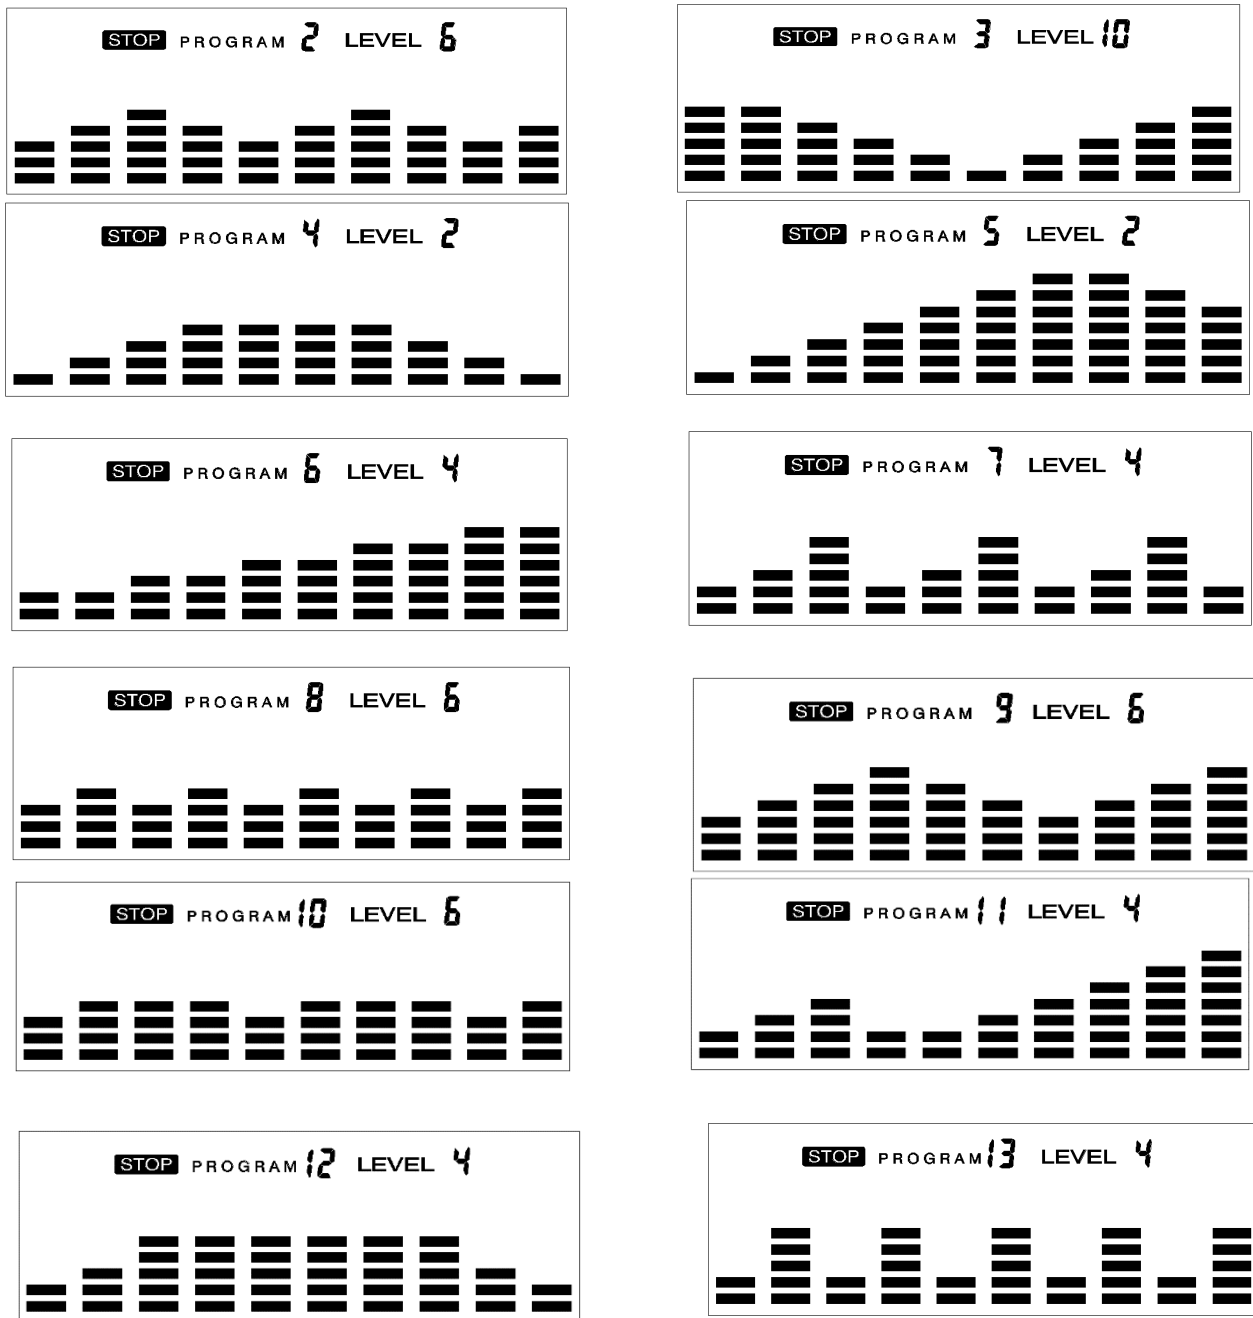 STOP PROGRAM 2 LEVEL 6
STOP PROGRAM 3 LEVEL 10
STOP PROGRAM 4 LEVEL 2
STOP PROGRAM 5 LEVEL 2
STOP PROGRAM 6 LEVEL 4
STOP PROGRAM 7 LEVEL 4
STOP PROGRAM 8 LEVEL 6
STOP PROGRAM 9 LEVEL 6
STOP PROGRAM 10 LEVEL 6
STOP PROGRAM 11 LEVEL 4
STOP PROGRAM 12 LEVEL 4
STOP PROGRAM 13 LEVEL 4